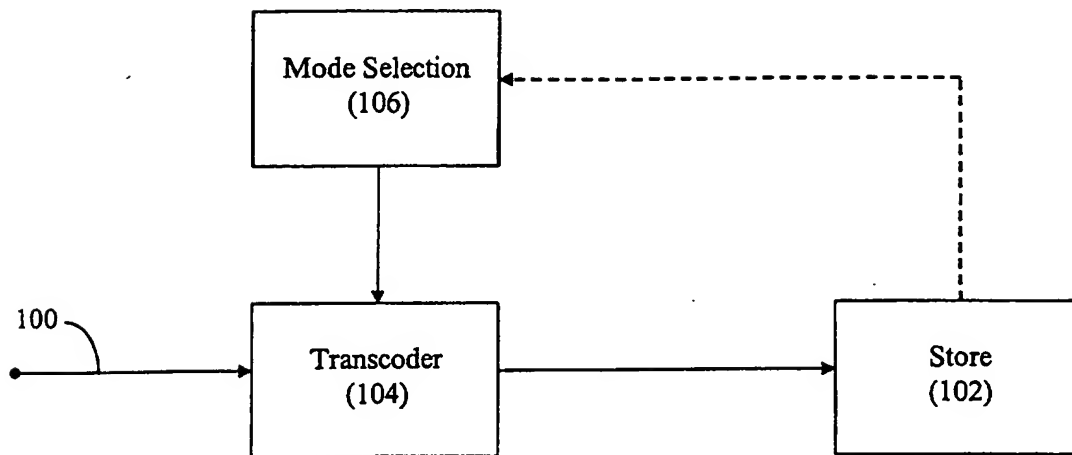 Mode Selection
(106)
100
Transcoder
(104)
Store
(102)